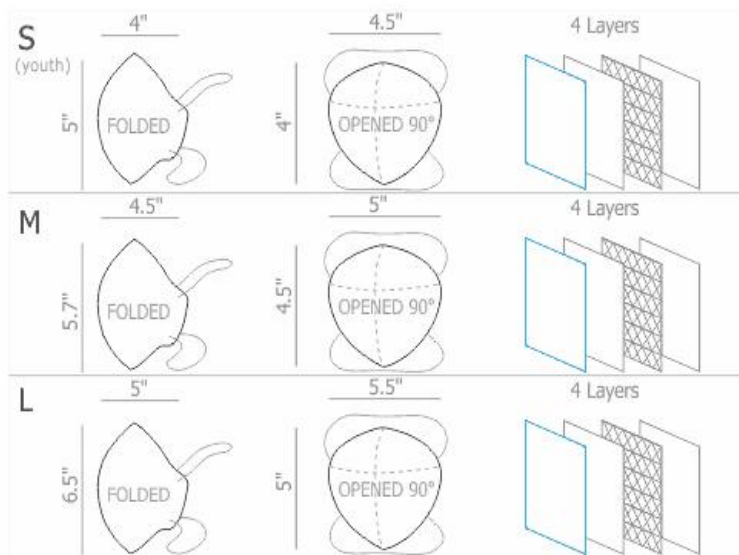 S
(youth)
4"
5"
FOLDED
4.5"
4"
OPENED 90°
4 Layers
M
4.5"
5.7"
FOLDED
5"
4.5"
OPENED 90°
4 Layers
L
5"
6.5"
FOLDED
5.5"
5"
OPENED 90°
4 Layers